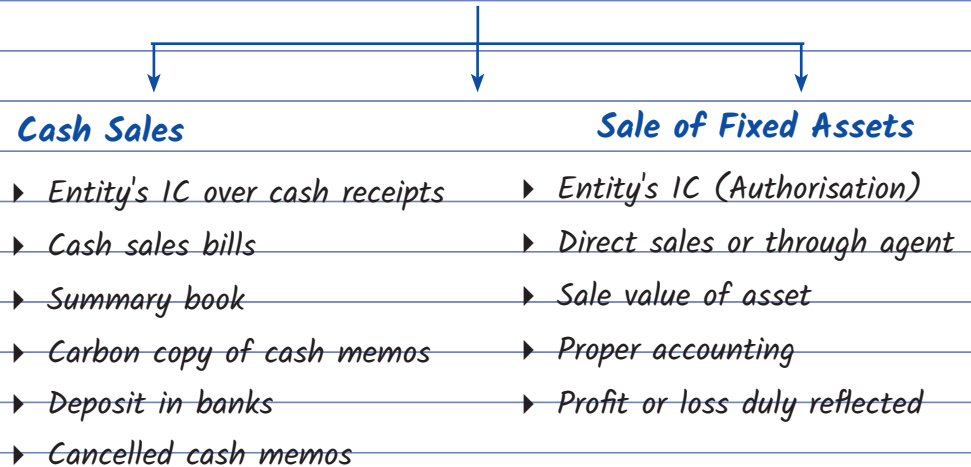 Cash Sales
Entity's IC over cash receipts
Cash sales bills
Summary book
Carbon copy of cash memos
Deposit in banks
Cancelled cash memos
Sale of Fixed Assets
Entity's IC (Authorisation)
Direct sales or through agent
Sale value of asset
Proper accounting
Profit or loss duly reflected